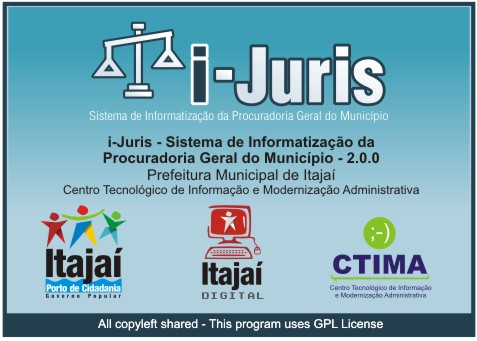 i-Juris
Sistema de Informatização da Procuradoria Geral do Município
i-Juris - Sistema de Informatização da
Procuradoria Geral do Município - 2.0.0
Prefeitura Municipal de Itajaí
Centro Tecnológico de Informação e Modernização Administrativa
Itajaí
Porto de Cidadania
Governo Popular
Itajaí
DIGITAL
;-)
CTIMA
Centro Tecnológico de Informação
e Modernização Administrativa
All copyleft shared - This program uses GPL License